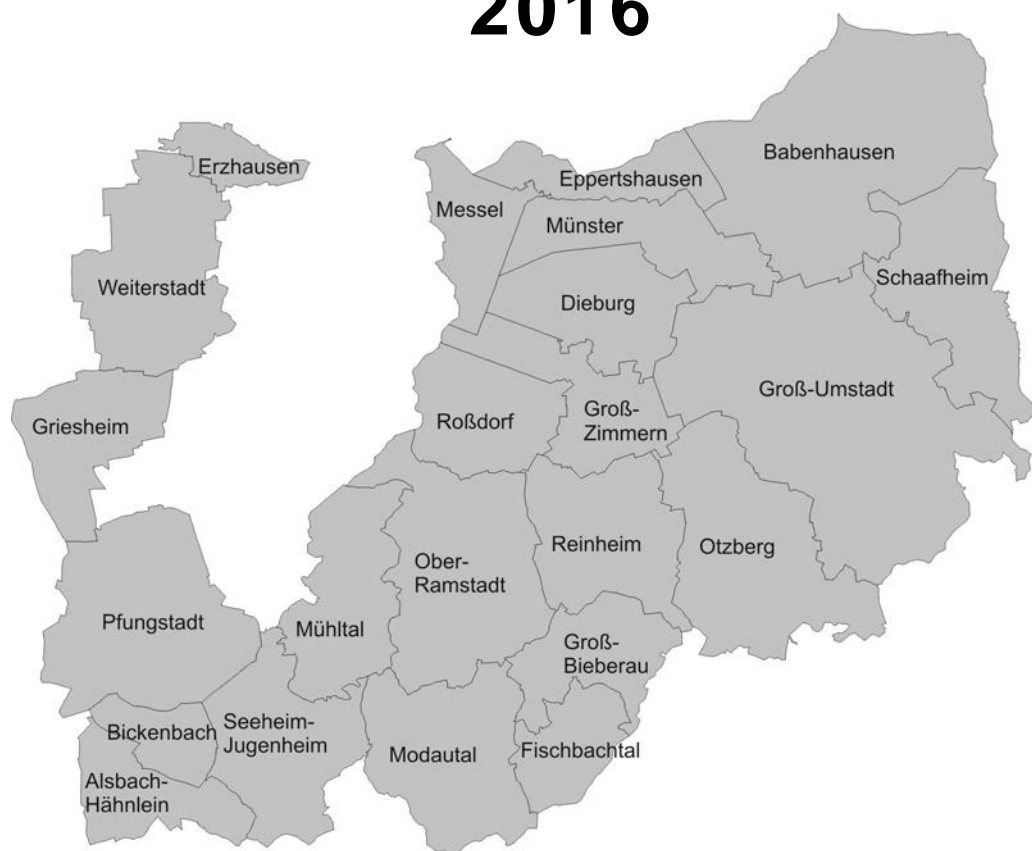 2016
Erzhausen
Babenhausen
Eppertshausen
Messel
Münster
Weiterstadt
Schaafheim
Dieburg
Groß-Umstadt
Griesheim
Roßdorf
Groß-
Zimmern
Reinheim
Otzberg
Ober-
Ramstadt
Pfungstadt
Mühltal
Groß-
Bieberau
Bickenbach
Seeheim-
Jugenheim
Modautal
Fischbachtal
Alsbach-
Hähnlein